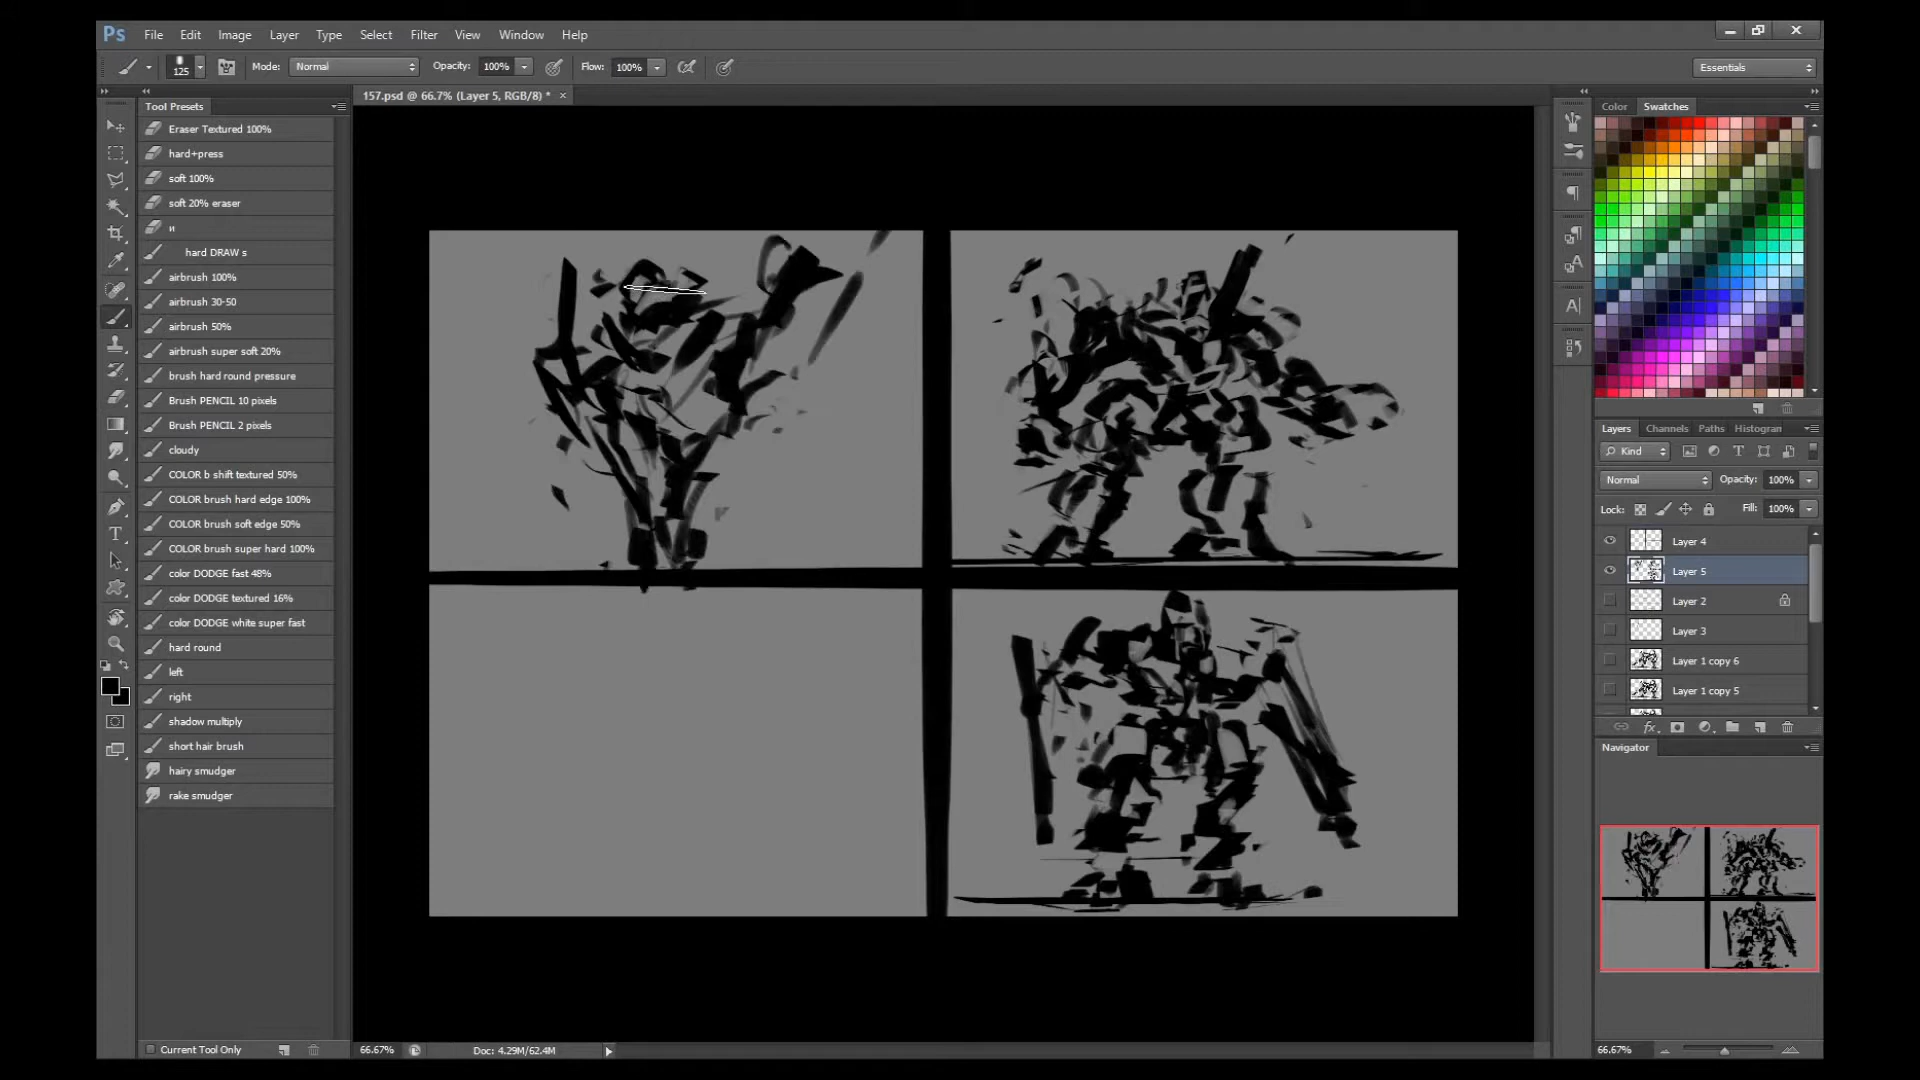 Ps File Edit Image Layer Type Select Filter View Window Help
125 Mode: Normal Opacity: 100% Flow: 100% Essentials
157.psd @ 66.7% (Layer 5, RGB/8) *
Tool Presets
Eraser Textured 100%
hard+press
soft 100%
soft 20% eraser
и
hard DRAW s
airbrush 100%
airbrush 30-50
airbrush 50%
airbrush super soft 20%
brush hard round pressure
Brush PENCIL 10 pixels
Brush PENCIL 2 pixels
cloudy
COLOR b shift textured 50%
COLOR brush hard edge 100%
COLOR brush soft edge 50%
COLOR brush super hard 100%
color DODGE fast 48%
color DODGE textured 16%
color DODGE white super fast
hard round
left
right
shadow multiply
short hair brush
hairy smudger
rake smudger
Current Tool Only
66.67% Doc: 4.29M/62.4M
Color Swatches
Layers Channels Paths Histogram
Kind
Normal Opacity: 100%
Lock: Fill: 100%
Layer 4
Layer 5
Layer 2
Layer 3
Layer 1 copy 6
Layer 1 copy 5
Navigator
66.67%